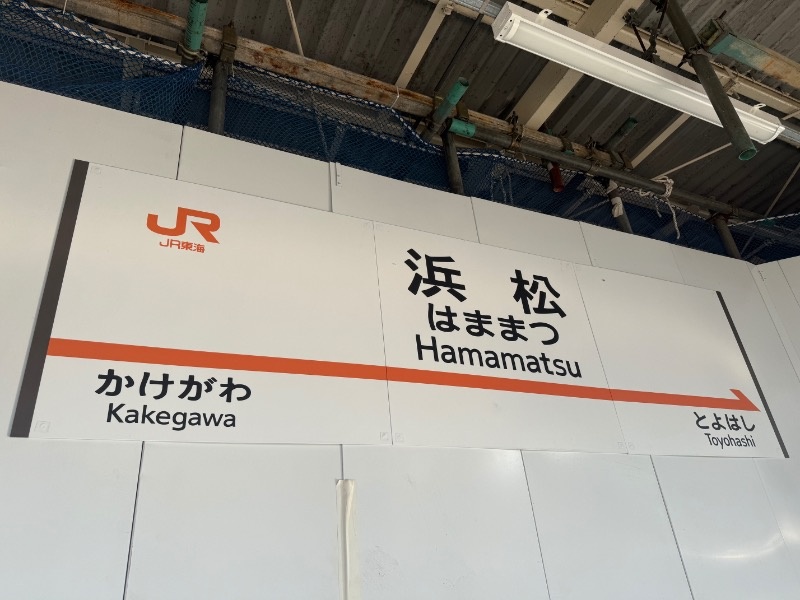 JR
JR東海
浜松
はままつ
Hamamatsu
かけがわ
Kakegawa
とよはし
Toyohashi